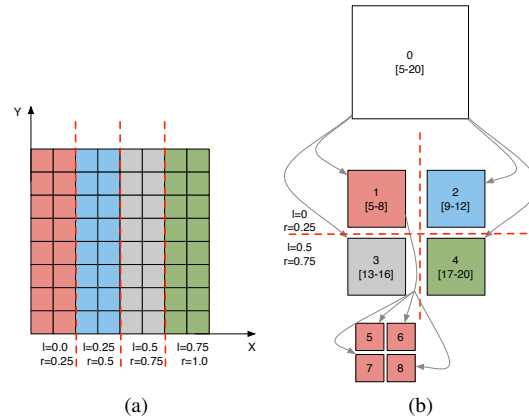 Y
X
l=0.0
r=0.25
l=0.25
r=0.5
l=0.5
r=0.75
l=0.75
r=1.0
(a)
0
[5-20]
1
[5-8]
2
[9-12]
l=0
r=0.25
l=0.5
r=0.75
3
[13-16]
4
[17-20]
5
6
7
8
(b)